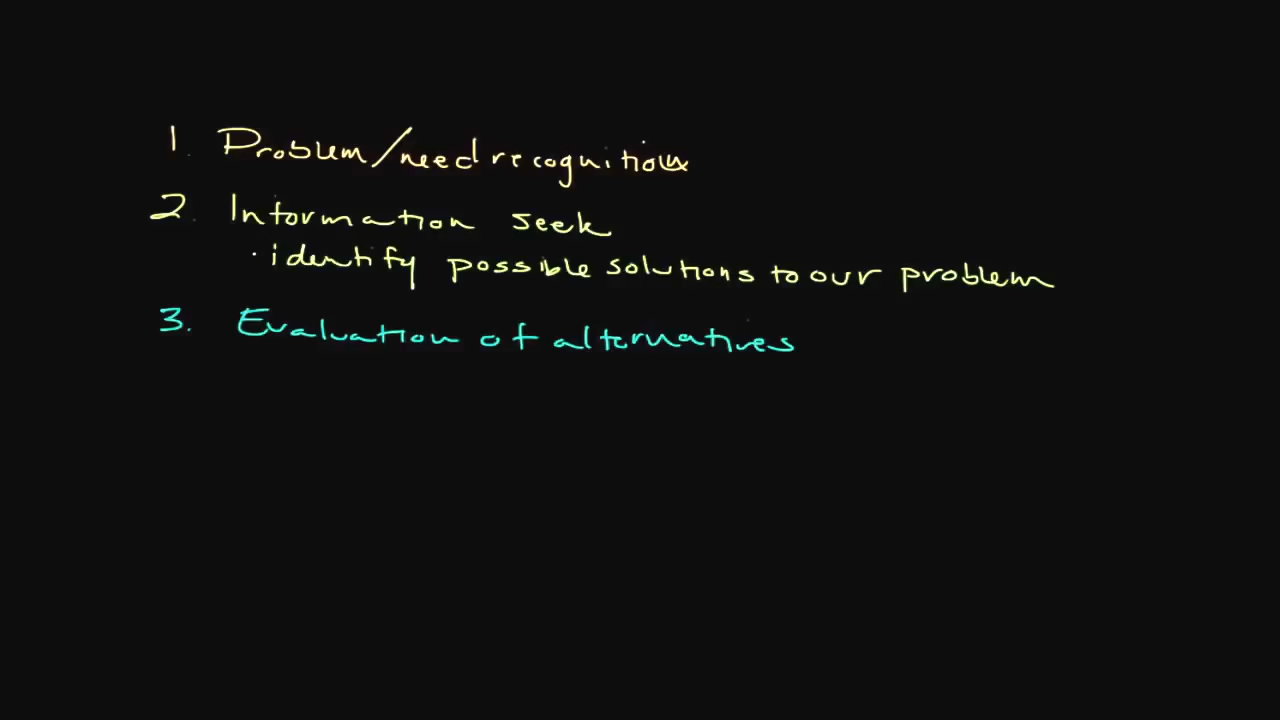 1. Problem/need recognition
2. Information seek
· identify possible solutions to our problem
3. Evaluation of alternatives